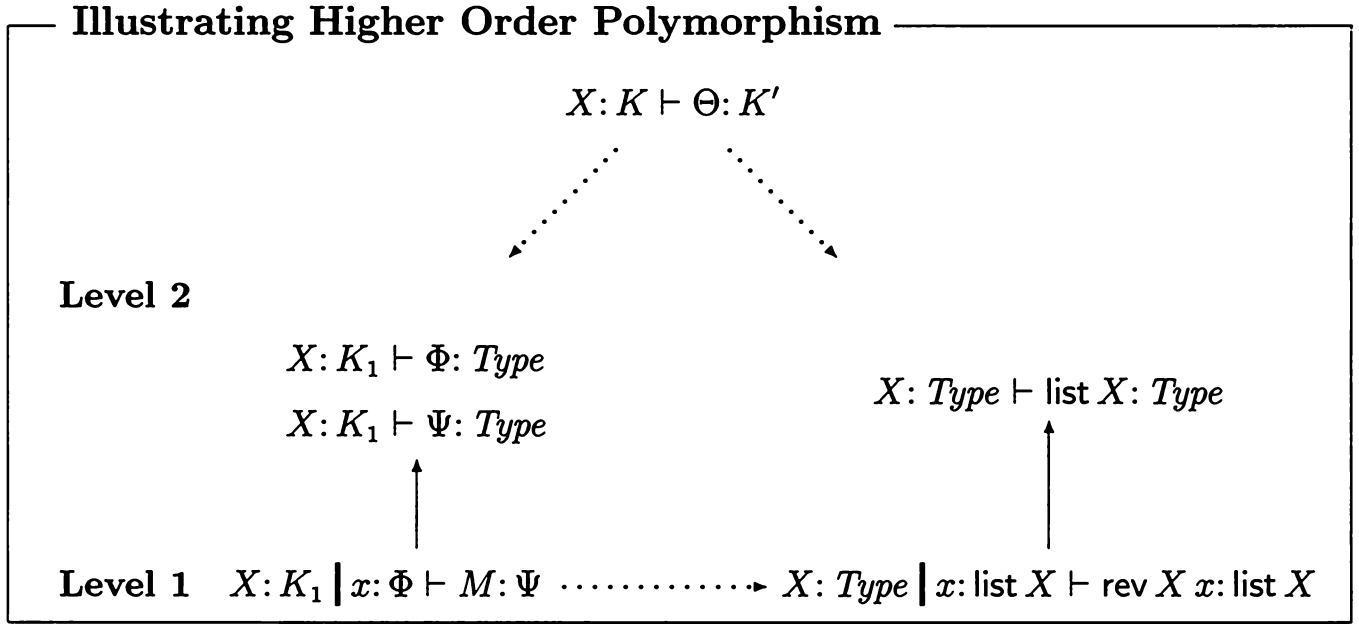 Illustrating Higher Order Polymorphism
X: K ⊢ Θ: K′
Level 2
X: K₁ ⊢ Φ: Type
X: K₁ ⊢ Ψ: Type
X: Type ⊢ list X: Type
Level 1 X: K₁ | x: Φ ⊢ M: Ψ X: Type | x: list X ⊢ rev X x: list X